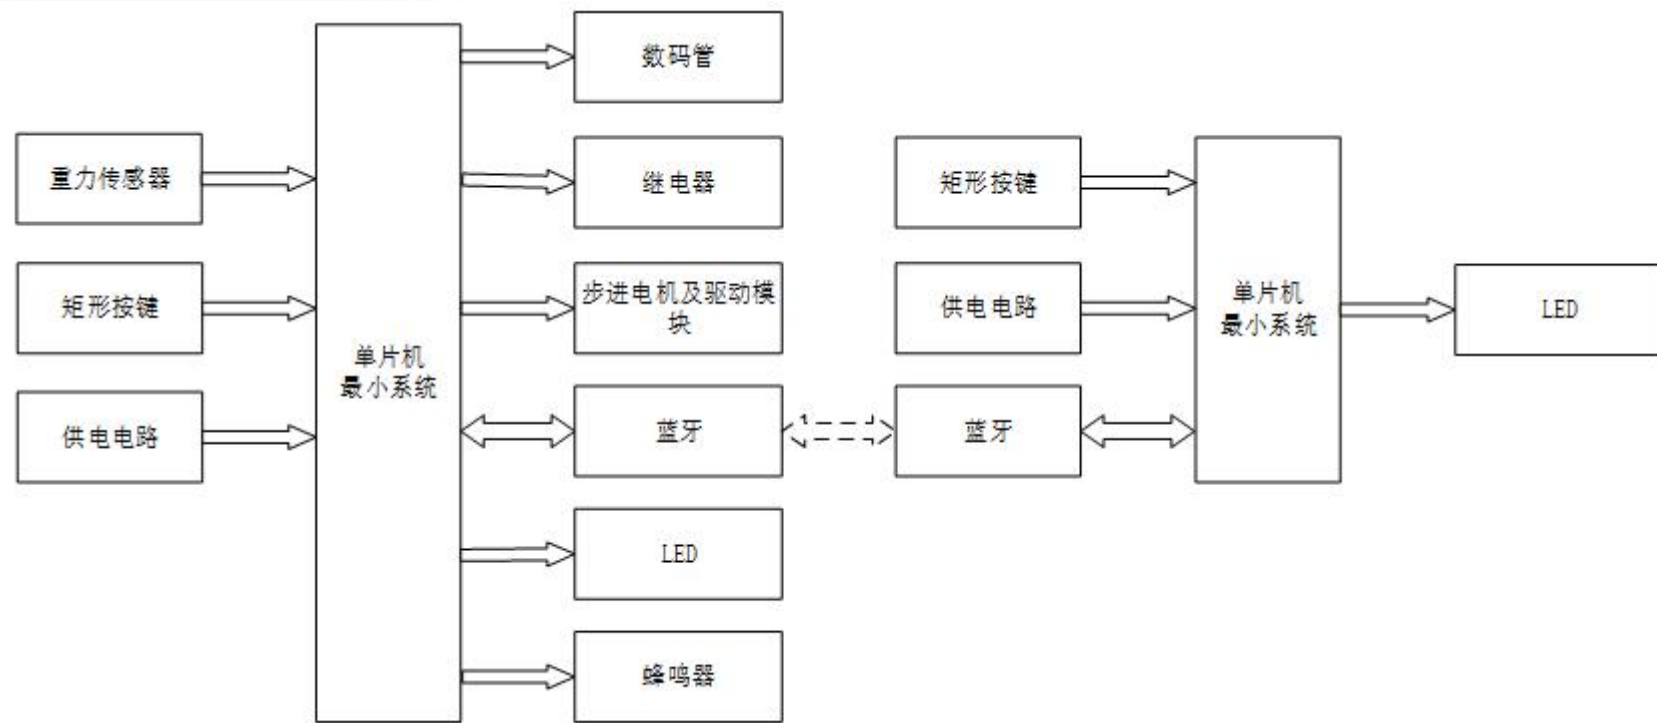 数码管
重力传感器
继电器
矩形按键
矩形按键
步进电机及驱动模
块
供电电路
单片机
最小系统
LED
单片机
最小系统
供电电路
蓝牙
蓝牙
LED
蜂鸣器